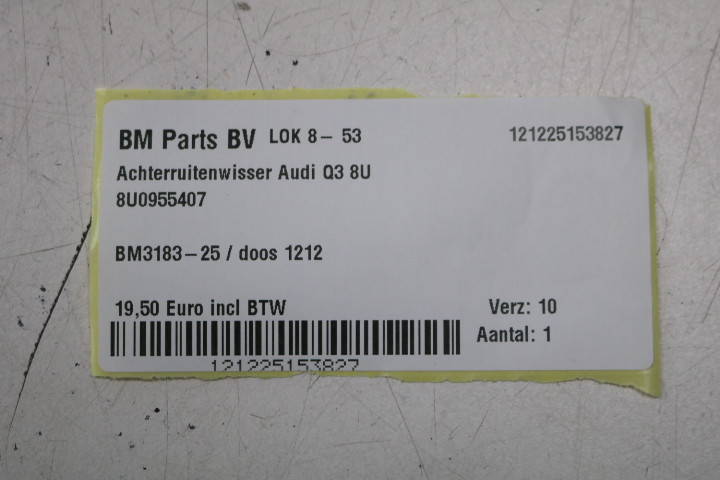 BM Parts BV LOK 8- 53 121225153827
Achterruitenwisser Audi Q3 8U
8U0955407
BM3183-25 / doos 1212
19,50 Euro incl BTW Verz: 10
Aantal: 1
121225153827